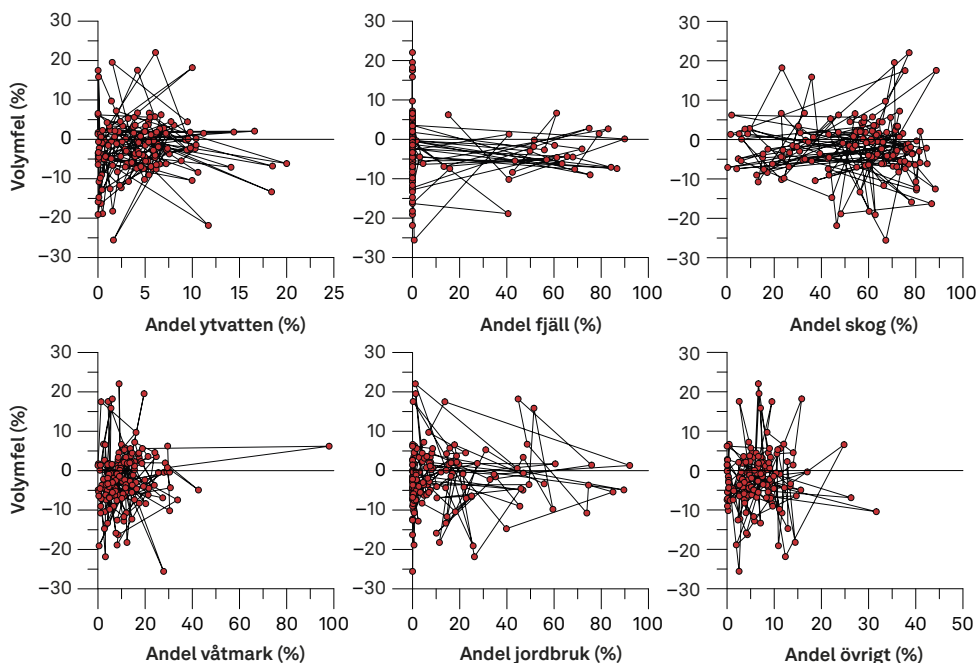 30 30 30
20 20 20
10 10 10
0 0 0
−10 −10 −10
−20 −20 −20
−30 −30 −30
Volymfel (%)
0 5 10 15 20 25 0 20 40 60 80 100 0 20 40 60 80 100
Andel ytvatten (%) Andel fjäll (%) Andel skog (%)
30 30 30
20 20 20
10 10 10
0 0 0
−10 −10 −10
−20 −20 −20
−30 −30 −30
Volymfel (%)
0 20 40 60 80 100 0 20 40 60 80 100 0 10 20 30 40 50
Andel våtmark (%) Andel jordbruk (%) Andel övrigt (%)